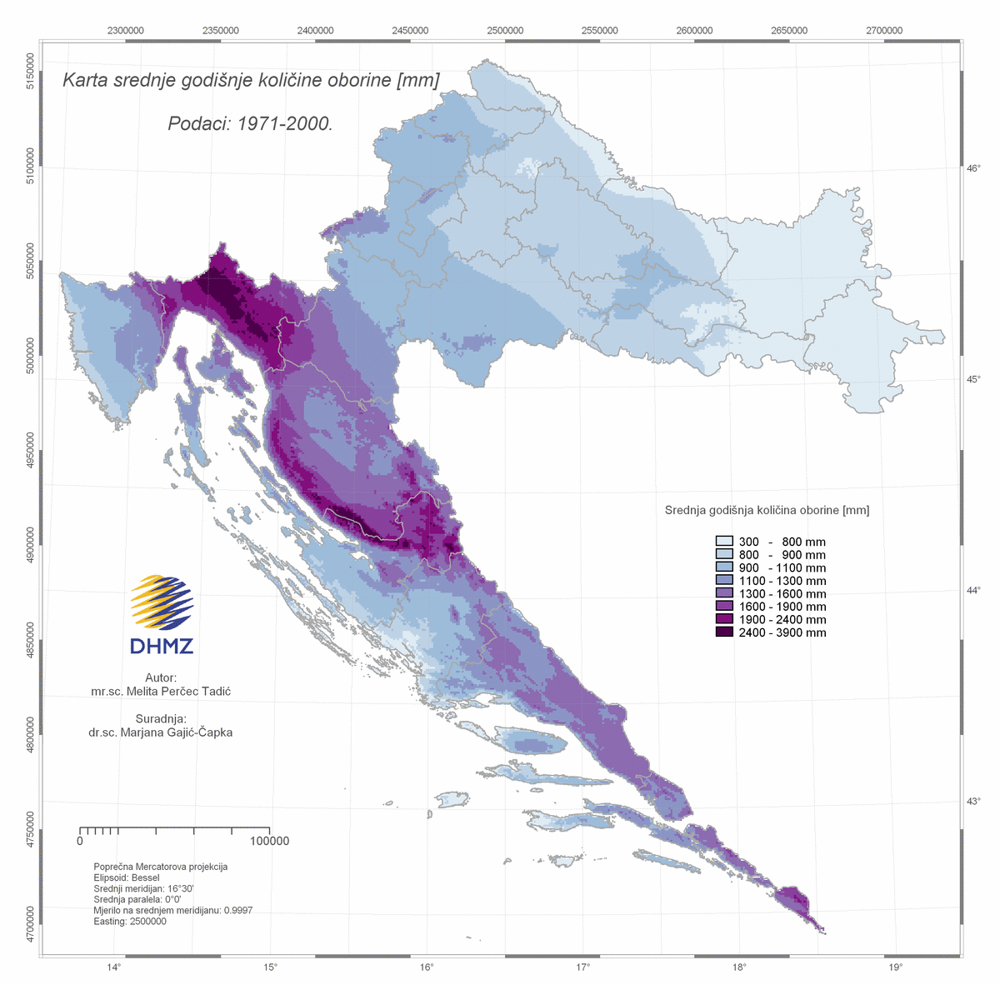 2300000 2350000 2400000 2450000 2500000 2550000 2600000 2650000 2700000
Karta srednje godišnje količine oborine [mm]
Podaci: 1971-2000.
5150000
5100000
5050000
5000000
4950000
4900000
4850000
4800000
4750000
4700000
46°
45°
44°
43°
Srednja godišnja količina oborine [mm]
300 - 800 mm
800 - 900 mm
900 - 1100 mm
1100 - 1300 mm
1300 - 1600 mm
1600 - 1900 mm
1900 - 2400 mm
2400 - 3900 mm
DHMZ
Autor:
mr.sc. Melita Perčec Tadić
Suradnja:
dr.sc. Marjana Gajić-Čapka
0 100000
Poprečna Mercatorova projekcija
Elipsoid: Bessel
Srednji meridijan: 16°30'
Srednja paralela: 0°0'
Mjerilo na srednjem meridijanu: 0.9997
Easting: 2500000
14° 15° 16° 17° 18° 19°